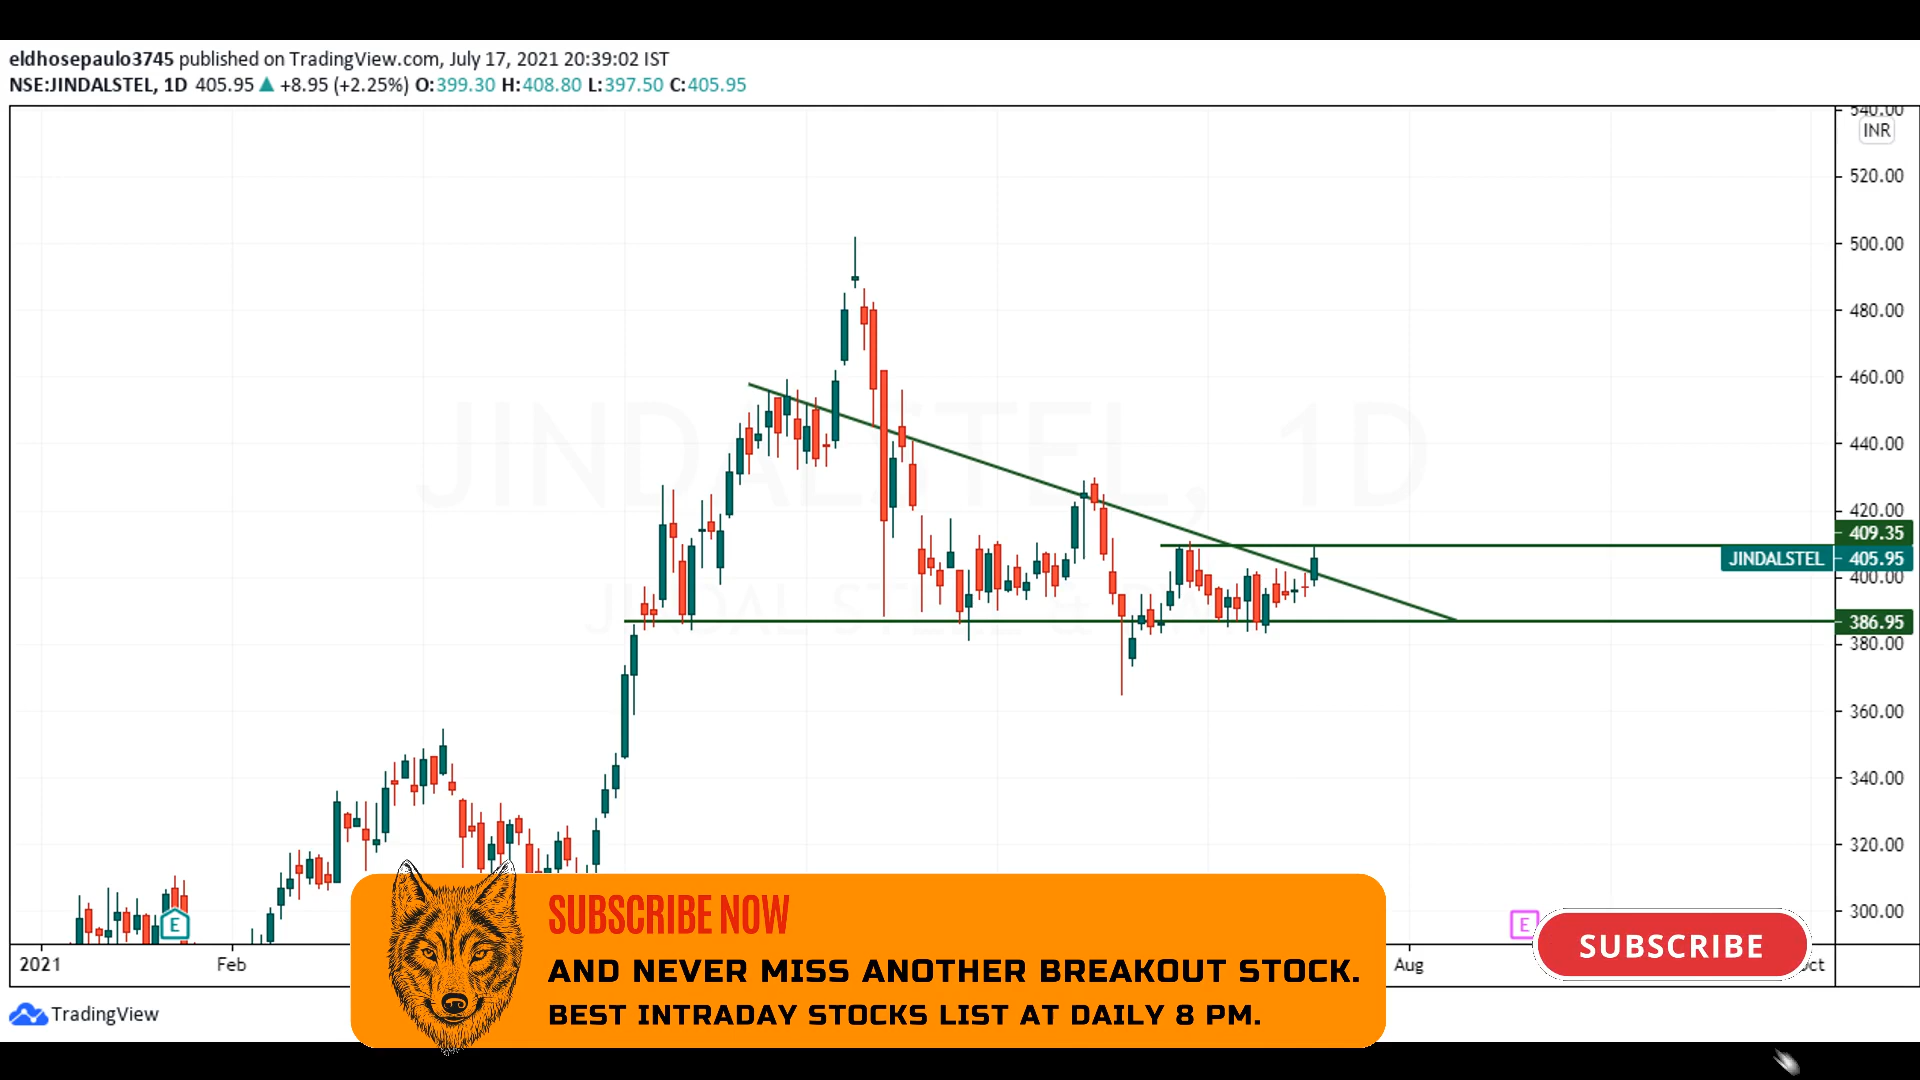 eldhosepaulo3745 published on TradingView.com, July 17, 2021 20:39:02 IST
NSE:JINDALSTEL, 1D 405.95 ▲ +8.95 (+2.25%) O:399.30 H:408.80 L:397.50 C:405.95
540.00
INR
520.00
500.00
480.00
460.00
JINDALSTEL, 1D
440.00
420.00
409.35
JINDALSTEL 405.95
400.00
386.95
380.00
360.00
340.00
320.00
300.00
E
E
SUBSCRIBE NOW
AND NEVER MISS ANOTHER BREAKOUT STOCK.
BEST INTRADAY STOCKS LIST AT DAILY 8 PM.
SUBSCRIBE
2021
Feb
Aug
TradingView